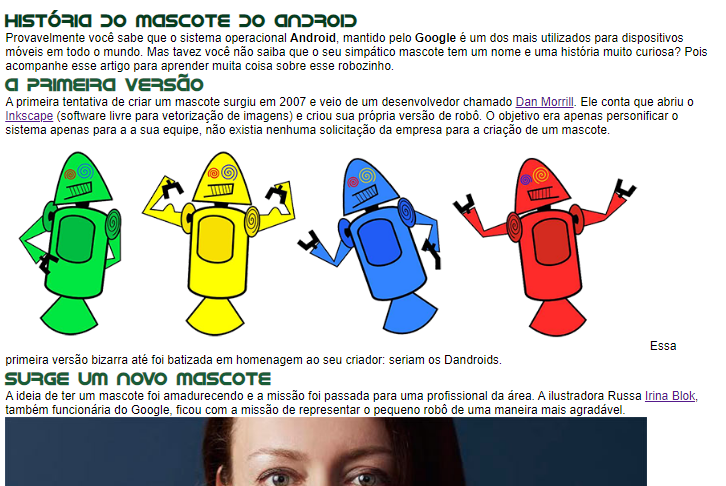 História do Mascote do Android
Provavelmente você sabe que o sistema operacional Android, mantido pelo Google é um dos mais utilizados para dispositivos
móveis em todo o mundo. Mas tavez você não saiba que o seu simpático mascote tem um nome e uma história muito curiosa? Pois
acompanhe esse artigo para aprender muita coisa sobre esse robozinho.
A primeira versão
A primeira tentativa de criar um mascote surgiu em 2007 e veio de um desenvolvedor chamado Dan Morrill. Ele conta que abriu o
Inkscape (software livre para vetorização de imagens) e criou sua própria versão de robô. O objetivo era apenas personificar o
sistema apenas para a a sua equipe, não existia nenhuma solicitação da empresa para a criação de um mascote.
Essa
primeira versão bizarra até foi batizada em homenagem ao seu criador: seriam os Dandroids.
Surge um novo mascote
A ideia de ter um mascote foi amadurecendo e a missão foi passada para uma profissional da área. A ilustradora Russa Irina Blok,
também funcionária do Google, ficou com a missão de representar o pequeno robô de uma maneira mais agradável.